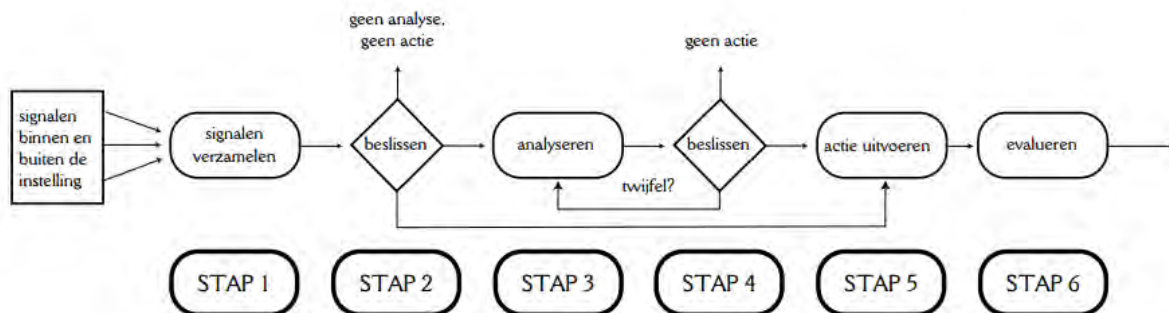 geen analyse,
geen actie
geen actie
signalen
binnen en
buiten de
instelling
signalen
verzamelen
beslissen
analyseren
beslissen
actie uitvoeren
evalueren
twijfel?
STAP 1
STAP 2
STAP 3
STAP 4
STAP 5
STAP 6